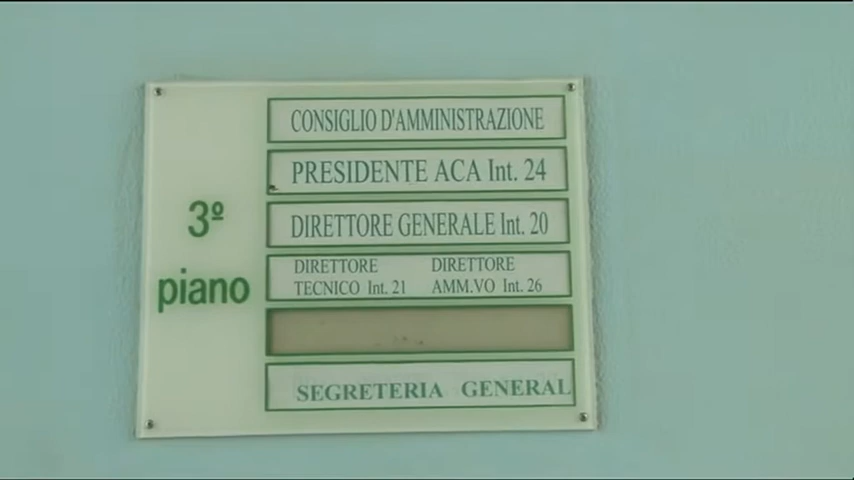 3º
piano
CONSIGLIO D'AMMINISTRAZIONE
PRESIDENTE ACA Int. 24
DIRETTORE GENERALE Int. 20
DIRETTORE TECNICO Int. 21
DIRETTORE AMM.VO Int. 26
SEGRETERIA GENERAL